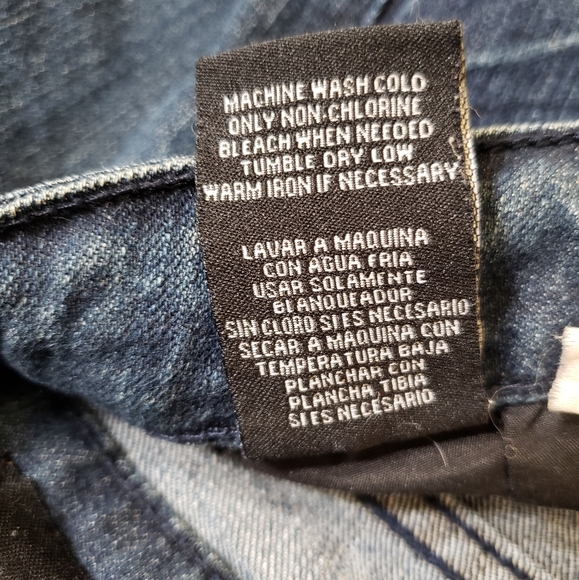 MACHINE WASH COLD
ONLY NON.CHLORINE
BLEACH WHEN NEEDED
TUMBLE DRY LOW
WARM IRON IF NECESSARY
LAVAR A MAQUINA
CON AGUA FRIA
USAR SOLAMENTE
BLANQUEADOR
SIN CLORO SI ES NECESARIO
SECAR A MAQUINA CON
TEMPERATURA BAJA
PLANCHAR CON
PLANCHA TIBIA
SI ES NECESARIO